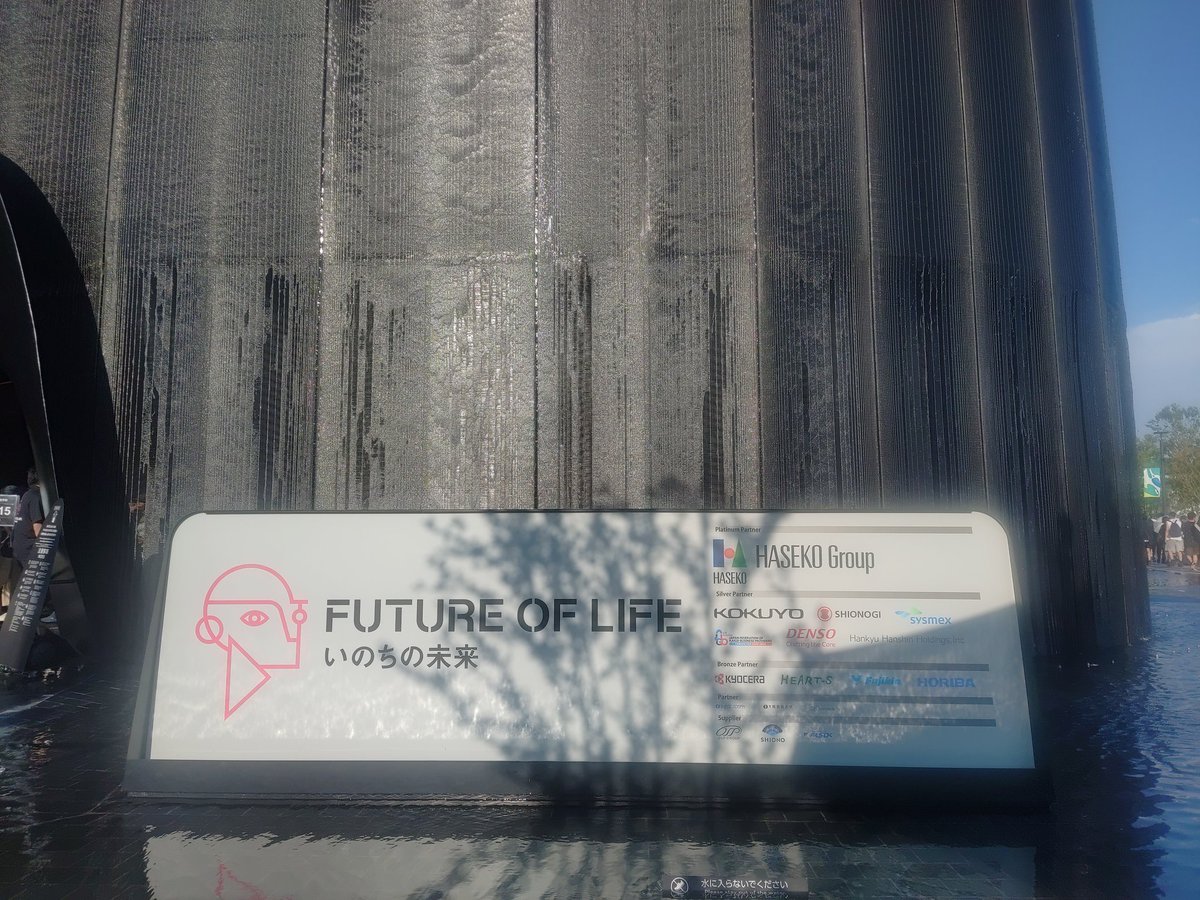 15
FUTURE OF LIFE
いのちの未来
Platinum Partner
HASEKO
HASEKO Group
Silver Partner
KOKUYO
SHIONOGI
sysmex
DENSO
Crafting the Core
Hankyu Hanshin Holdings, Inc.
Bronze Partner
KYOCERA
HEART-S
Fujikin
HORIBA
Partner
Supplier
SHIONO
水に入らないでください